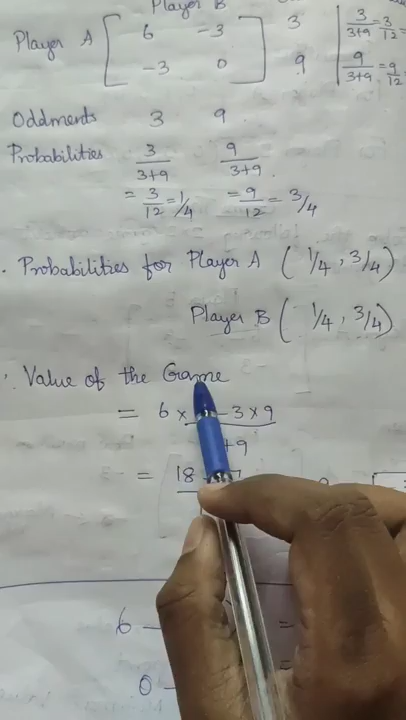 Player B
Player A [ 6 -3 ] 3 3/3+9 = 3/12 =
[ -3 0 ] 9 9/3+9 = 9/12
Oddments 3 9
Probabilities 3/3+9 9/3+9
= 3/12 = 1/4 = 9/12 = 3/4
Probabilities for Player A ( 1/4 , 3/4 )
Player B ( 1/4 , 3/4 )
Value of the Game
= 6 × -3 × 9
+9
= 18
6 - =
0 - =